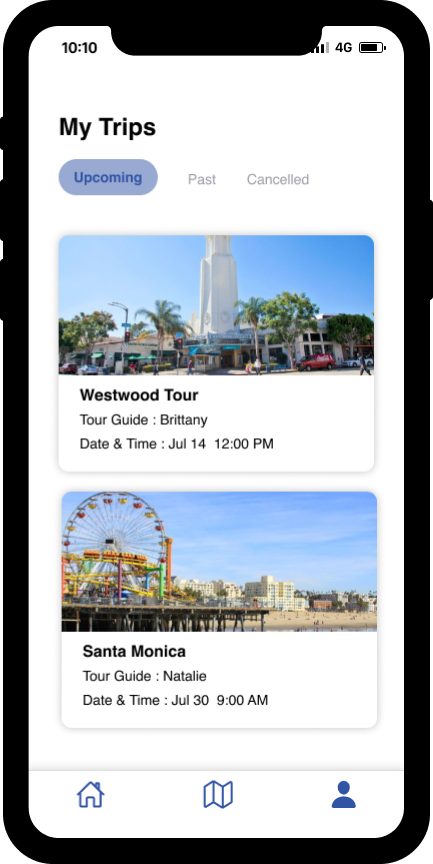 10:10
4G
My Trips
Upcoming
Past
Cancelled
Westwood Tour
Tour Guide : Brittany
Date & Time : Jul 14  12:00 PM
Santa Monica
Tour Guide : Natalie
Date & Time : Jul 30  9:00 AM